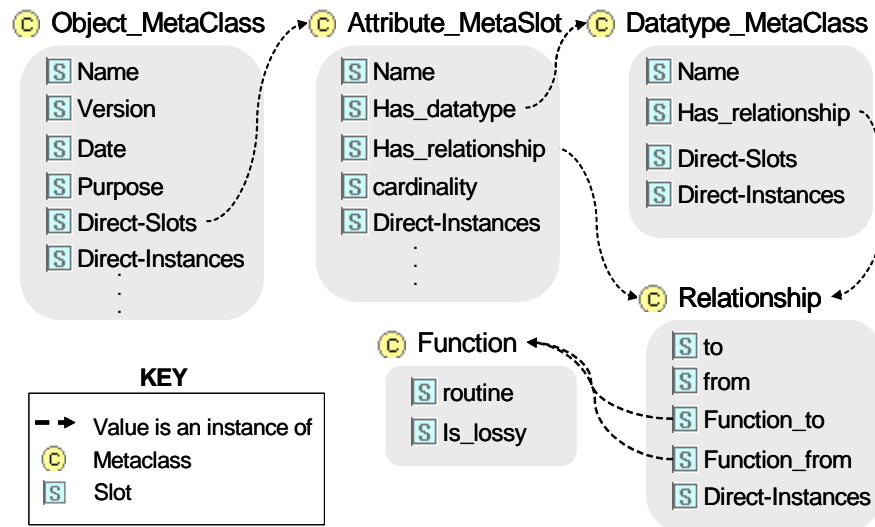 C Object_MetaClass
S Name
S Version
S Date
S Purpose
S Direct-Slots
S Direct-Instances
C Attribute_MetaSlot
S Name
S Has_datatype
S Has_relationship
S cardinality
S Direct-Instances
C Datatype_MetaClass
S Name
S Has_relationship
S Direct-Slots
S Direct-Instances
C Relationship
S to
S from
S Function_to
S Function_from
S Direct-Instances
C Function
S routine
S Is_lossy
KEY
Value is an instance of
C Metaclass
S Slot